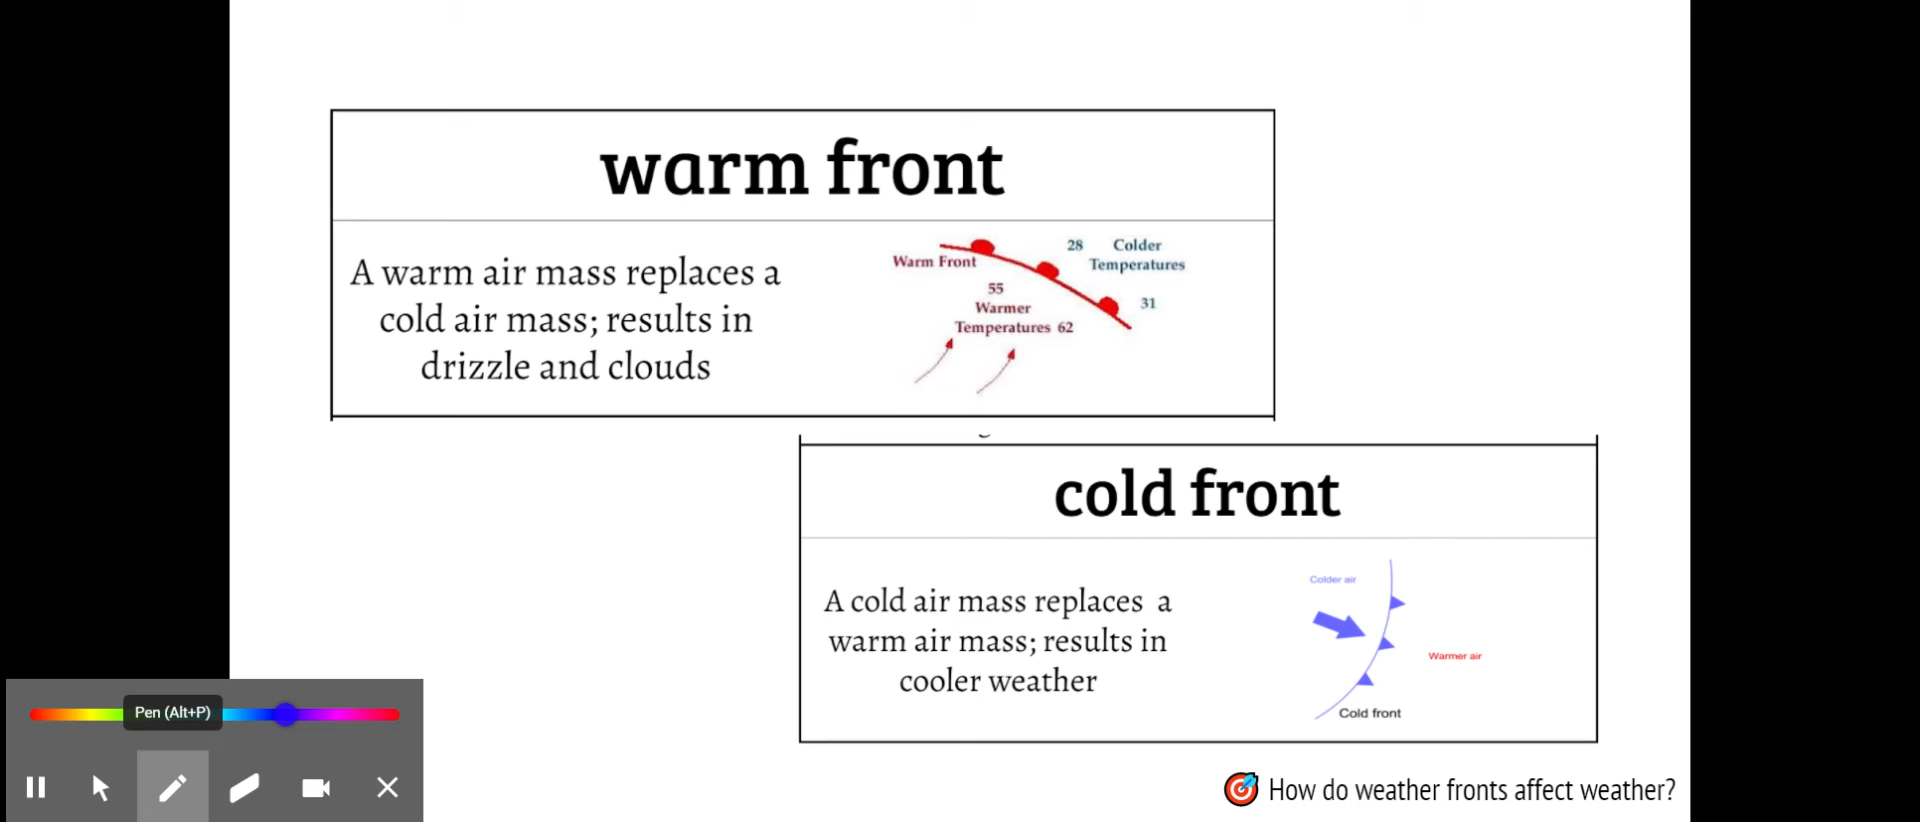 warm front
A warm air mass replaces a
cold air mass; results in
drizzle and clouds
Warm Front
28 Colder
Temperatures
31
55
Warmer
Temperatures 62
cold front
A cold air mass replaces a
warm air mass; results in
cooler weather
Colder air
Warmer air
Cold front
Pen (Alt+P)
How do weather fronts affect weather?